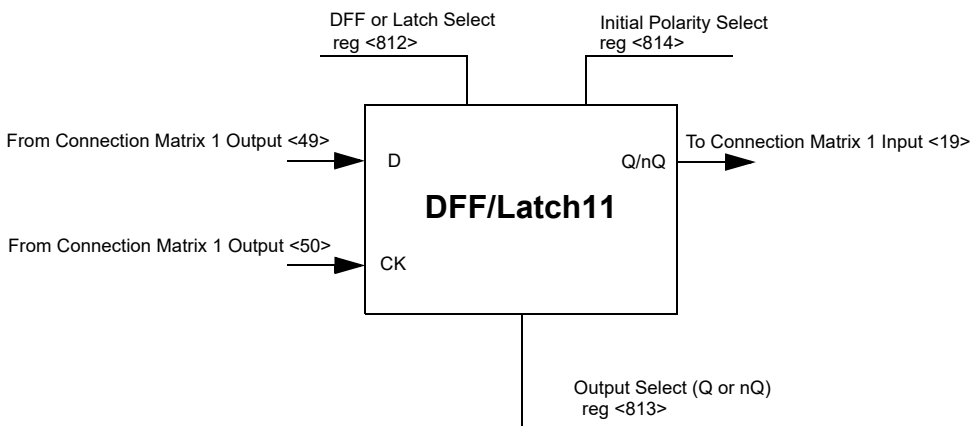 DFF or Latch Select
reg <812>
Initial Polarity Select
reg <814>
From Connection Matrix 1 Output <49>
To Connection Matrix 1 Input <19>
D
Q/nQ
DFF/Latch11
From Connection Matrix 1 Output <50>
CK
Output Select (Q or nQ)
reg <813>